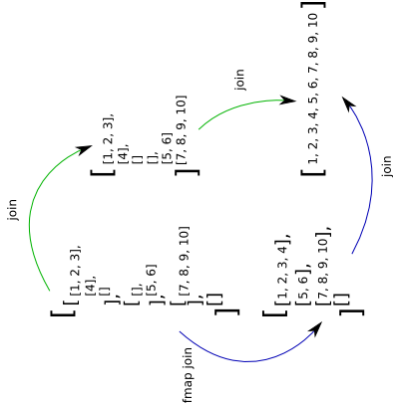 join
[
[
[1, 2, 3],
[4],
[]
],
[
[],
[5, 6]
],
[
[7, 8, 9, 10]
],
[]
]
[
[1, 2, 3],
[4],
[]
[],
[5, 6]
[7, 8, 9, 10]
]
fmap join
join
[
[1, 2, 3, 4],
[5, 6],
[7, 8, 9, 10],
[]
]
[ 1, 2, 3, 4, 5, 6, 7, 8, 9, 10 ]
join